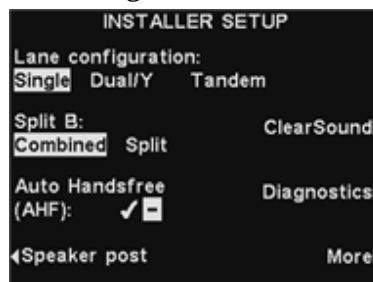 INSTALLER SETUP
Lane configuration:
Single Dual/Y Tandem
Split B:
ClearSound
Combined Split
Auto Handsfree
Diagnostics
(AHF): ✓ -
Speaker post More